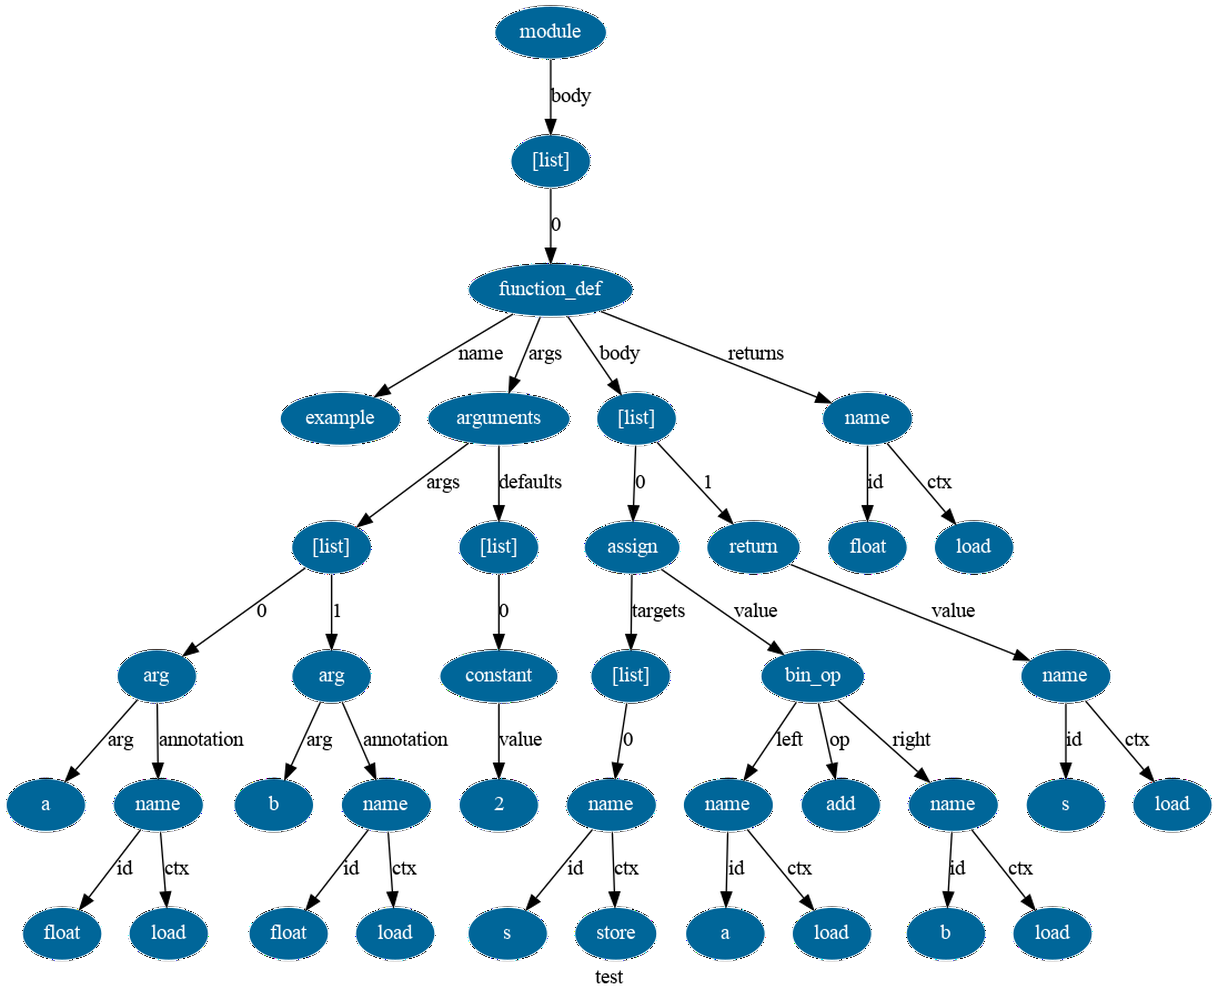 module
body
[list]
0
function_def
name args body returns
example arguments [list] name
args defaults 0 1 id ctx
[list] [list] assign return float load
0 1 0 targets value value
arg arg constant [list] bin_op name
arg annotation arg annotation value 0 left op right id ctx
a name b name 2 name name add name s load
id ctx id ctx id ctx id ctx id ctx
float load float load s store a load b load
test